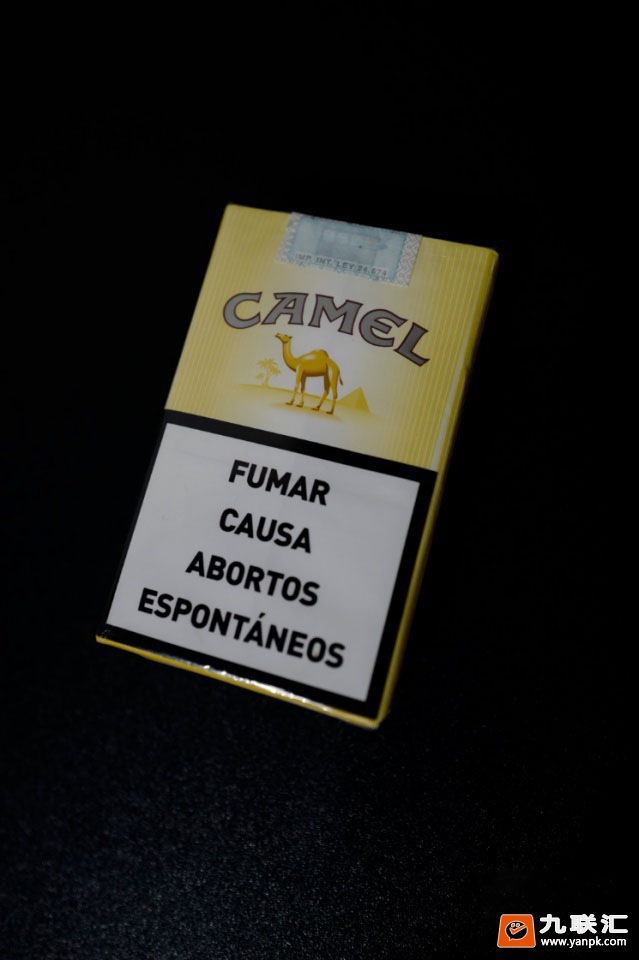 IMP. INT. LEY 24.674
CAMEL
FUMAR
CAUSA
ABORTOS
ESPONTÁNEOS
九联汇
www.yanpk.com